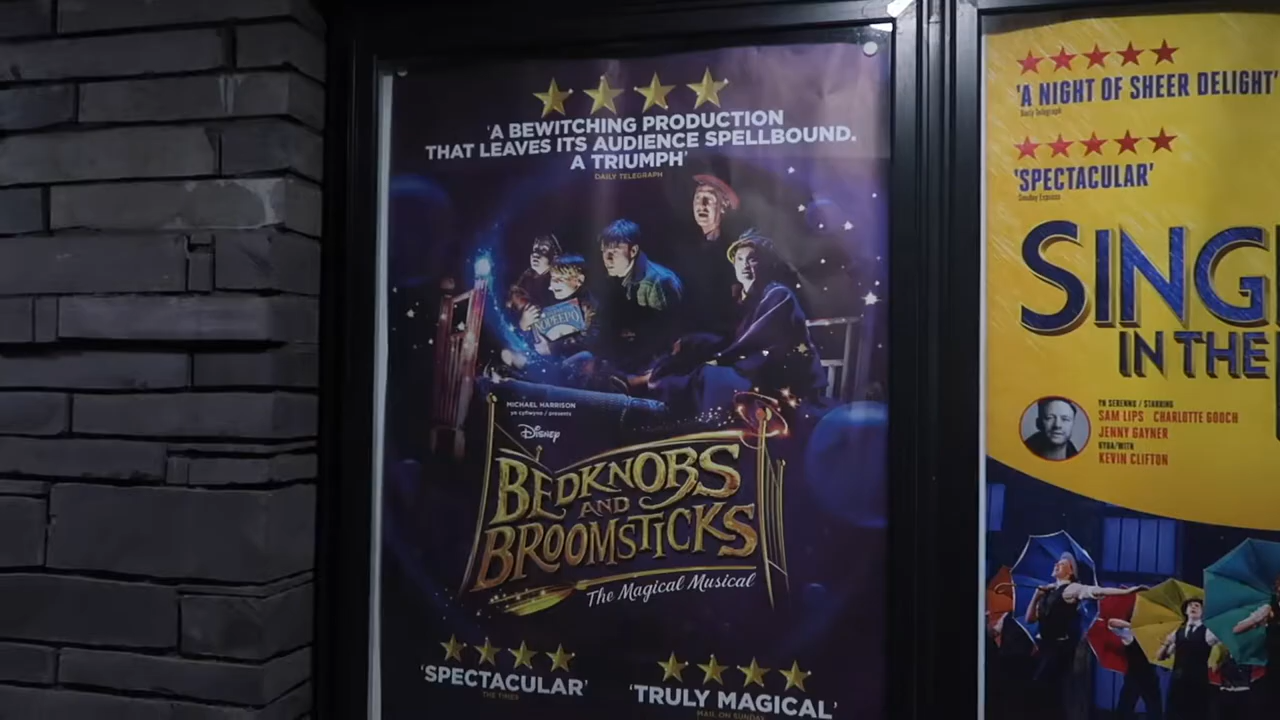 'A BEWITCHING PRODUCTION
THAT LEAVES ITS AUDIENCE SPELLBOUND.
A TRIUMPH'
DAILY TELEGRAPH
MICHAEL HARRISON
yn cyflwyno / presents
Disney
BEDKNOBS
AND
BROOMSTICKS
The Magical Musical
'SPECTACULAR'
THE TIMES
'TRULY MAGICAL'
MAIL ON SUNDAY
'A NIGHT OF SHEER DELIGHT'
Daily Telegraph
'SPECTACULAR'
Sunday Express
SING
IN THE
YN SERENNU / STARRING
SAM LIPS CHARLOTTE GOOCH
JENNY GAYNER
GYDA/WITH
KEVIN CLIFTON